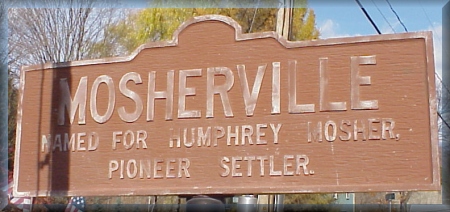 MOSHERVILLE
NAMED FOR HUMPHREY MOSHER,
PIONEER SETTLER.